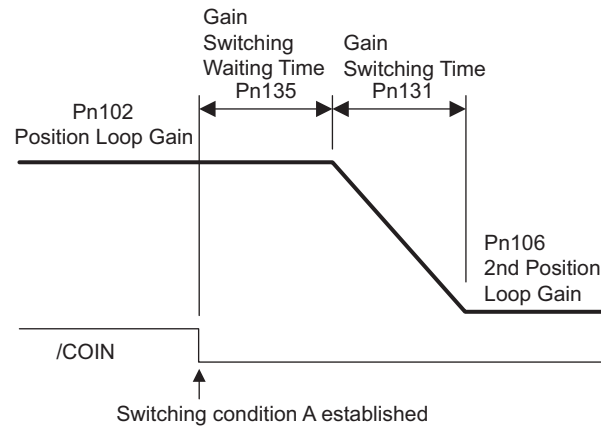 Gain
Switching
Waiting Time
Pn135
Gain
Switching Time
Pn131
Pn102
Position Loop Gain
Pn106
2nd Position
Loop Gain
/COIN
Switching condition A established